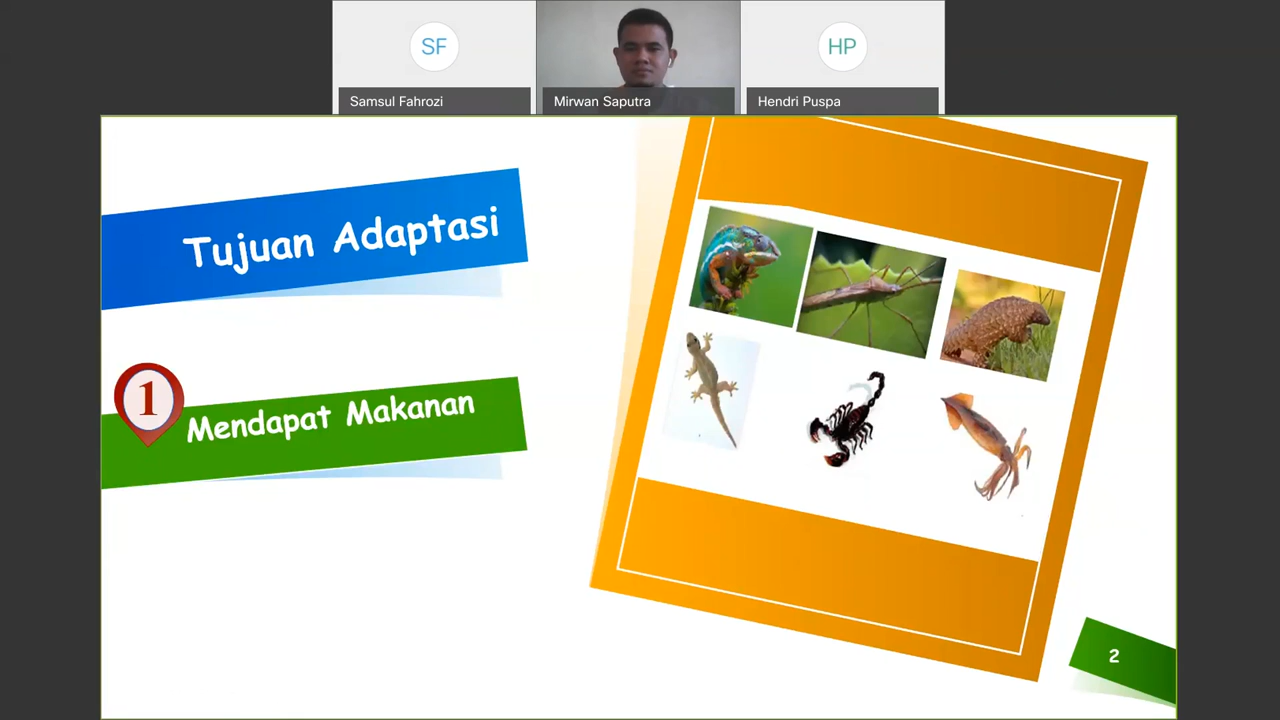 SF
HP
Samsul Fahrozi
Mirwan Saputra
Hendri Puspa
Tujuan Adaptasi
1
Mendapat Makanan
2